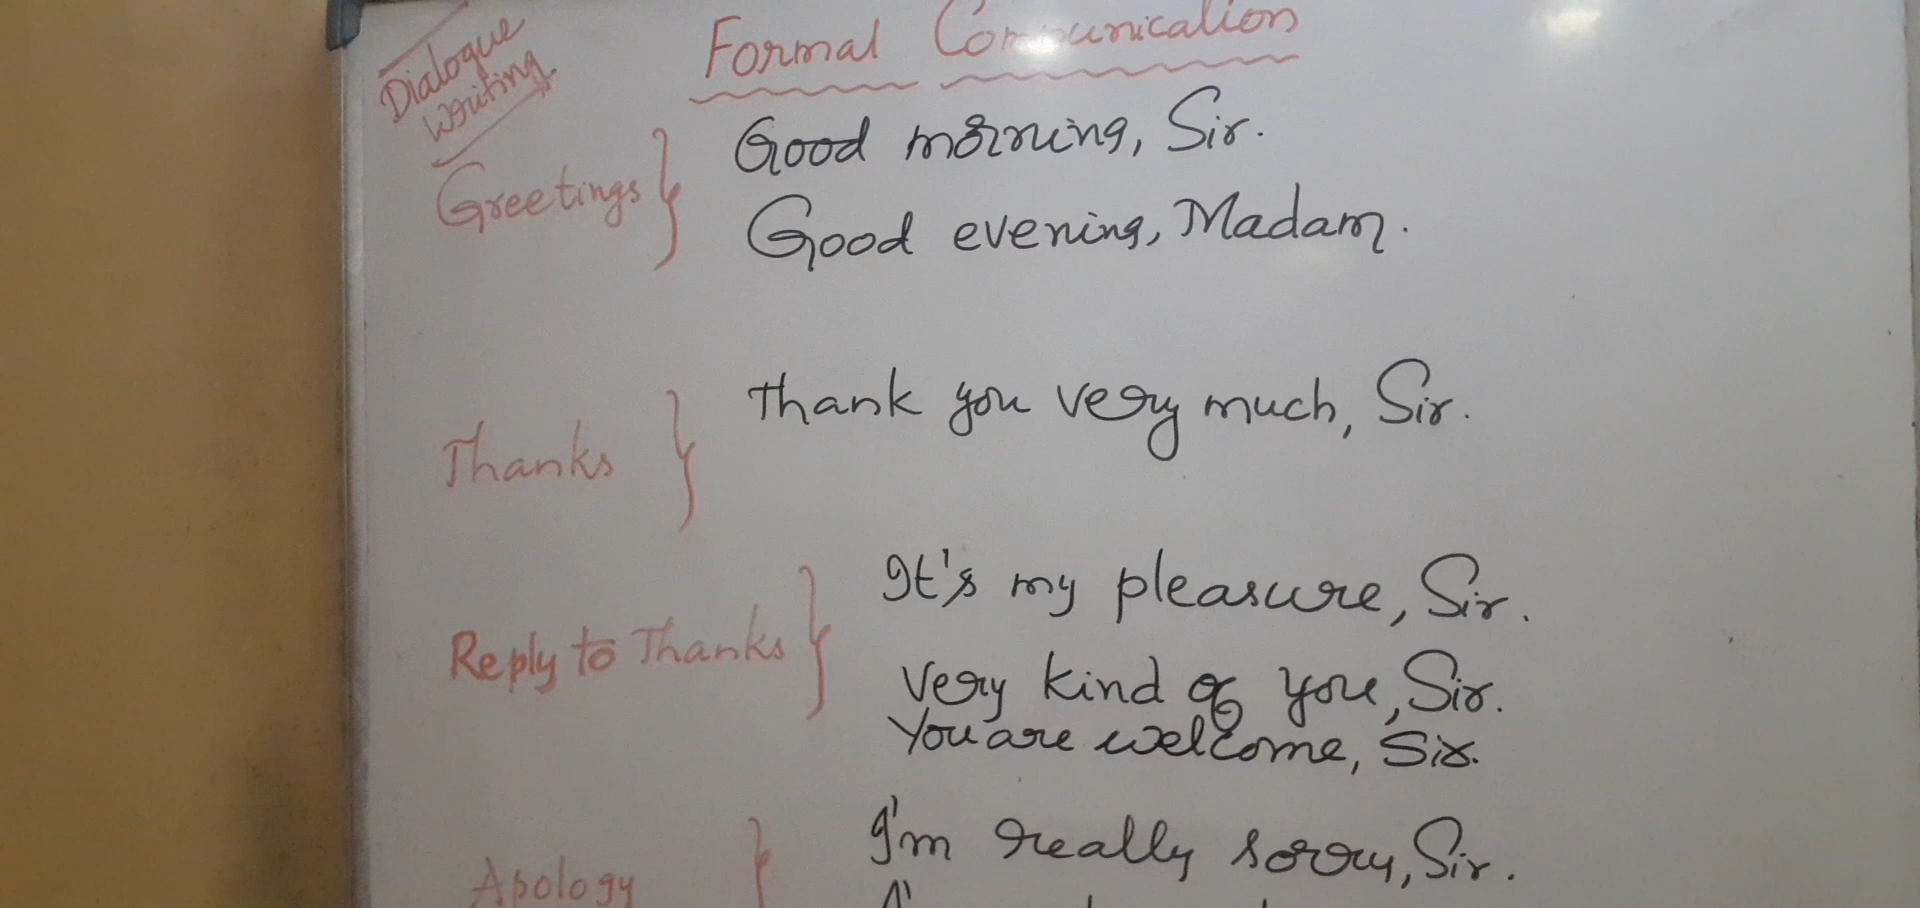 Dialogue
Writing
Formal Communication
Greetings } Good morning, Sir.
Good evening, Madam.
Thanks } Thank you very much, Sir.
Reply to Thanks } It's my pleasure, Sir.
Very kind of you, Sir.
You are welcome, Sir.
Apology } I'm really sorry, Sir.